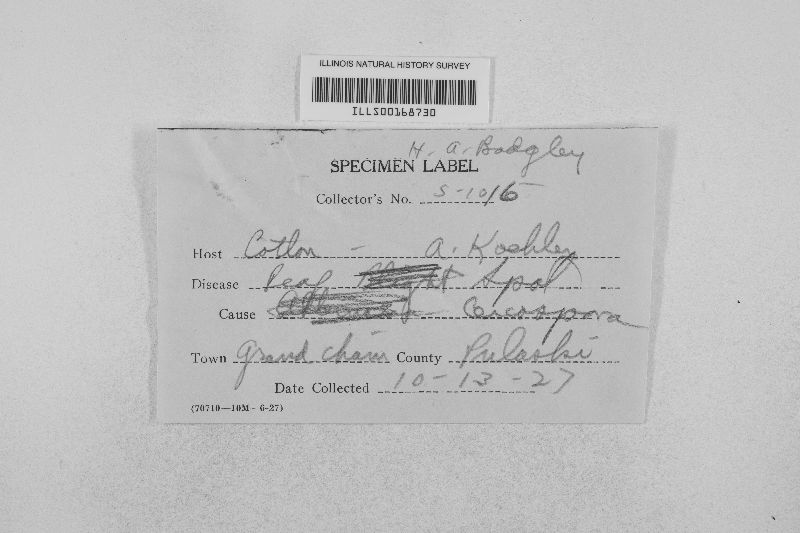 ILLINOIS NATURAL HISTORY SURVEY
ILLS00168730
H. A. Badgley
SPECIMEN LABEL
Collector's No. S-1016
Host Cotton - A. Koehley
Disease Leaf Spot
Cause Cercospora
Town Grand Chain County Pulaski
Date Collected 10-13-27
(70710—10M - 6-27)